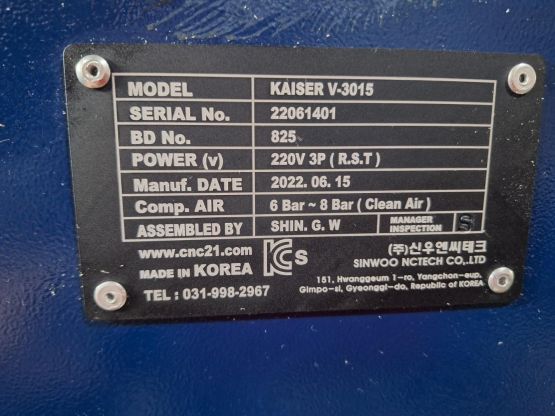 MODEL KAISER V-3015
SERIAL No. 22061401
BD No. 825
POWER (v) 220V 3P ( R.S.T )
Manuf. DATE 2022. 06. 15
Comp. AIR 6 Bar ~ 8 Bar ( Clean Air )
ASSEMBLED BY SHIN. G. W MANAGER INSPECTION S
www.cnc21.com
MADE IN KOREA
TEL : 031-998-2967
KC s
(주)신우엔씨테크
SINWOO NCTECH CO,.LTD
151, Hwanggeum 1-ro, Yangchon-eup,
Gimpo-si, Gyeonggi-do, Republic of KOREA